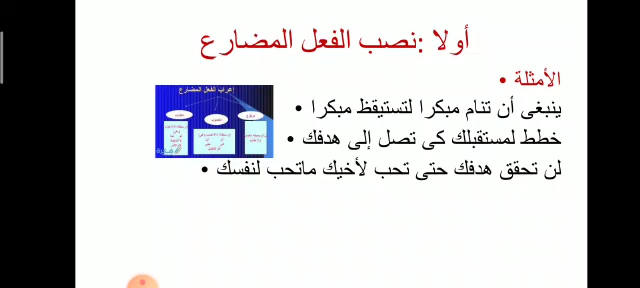 أولا :نصب الفعل المضارع
الأمثلة •
ينبغى أن تنام مبكرا لتستيقظ مبكرا •
خطط لمستقبلك كى تصل إلى هدفك •
لن تحقق هدفك حتى تحب لأخيك ماتحب لنفسك •
إعراب الفعل المضارع